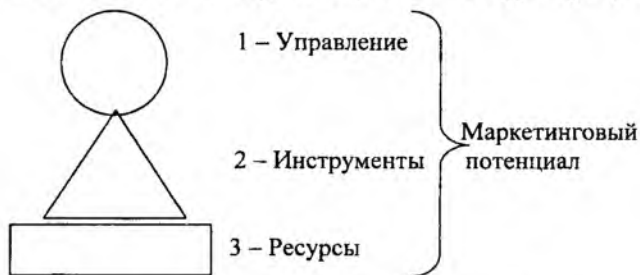 1 – Управление
2 – Инструменты
Маркетинговый
потенциал
3 – Ресурсы